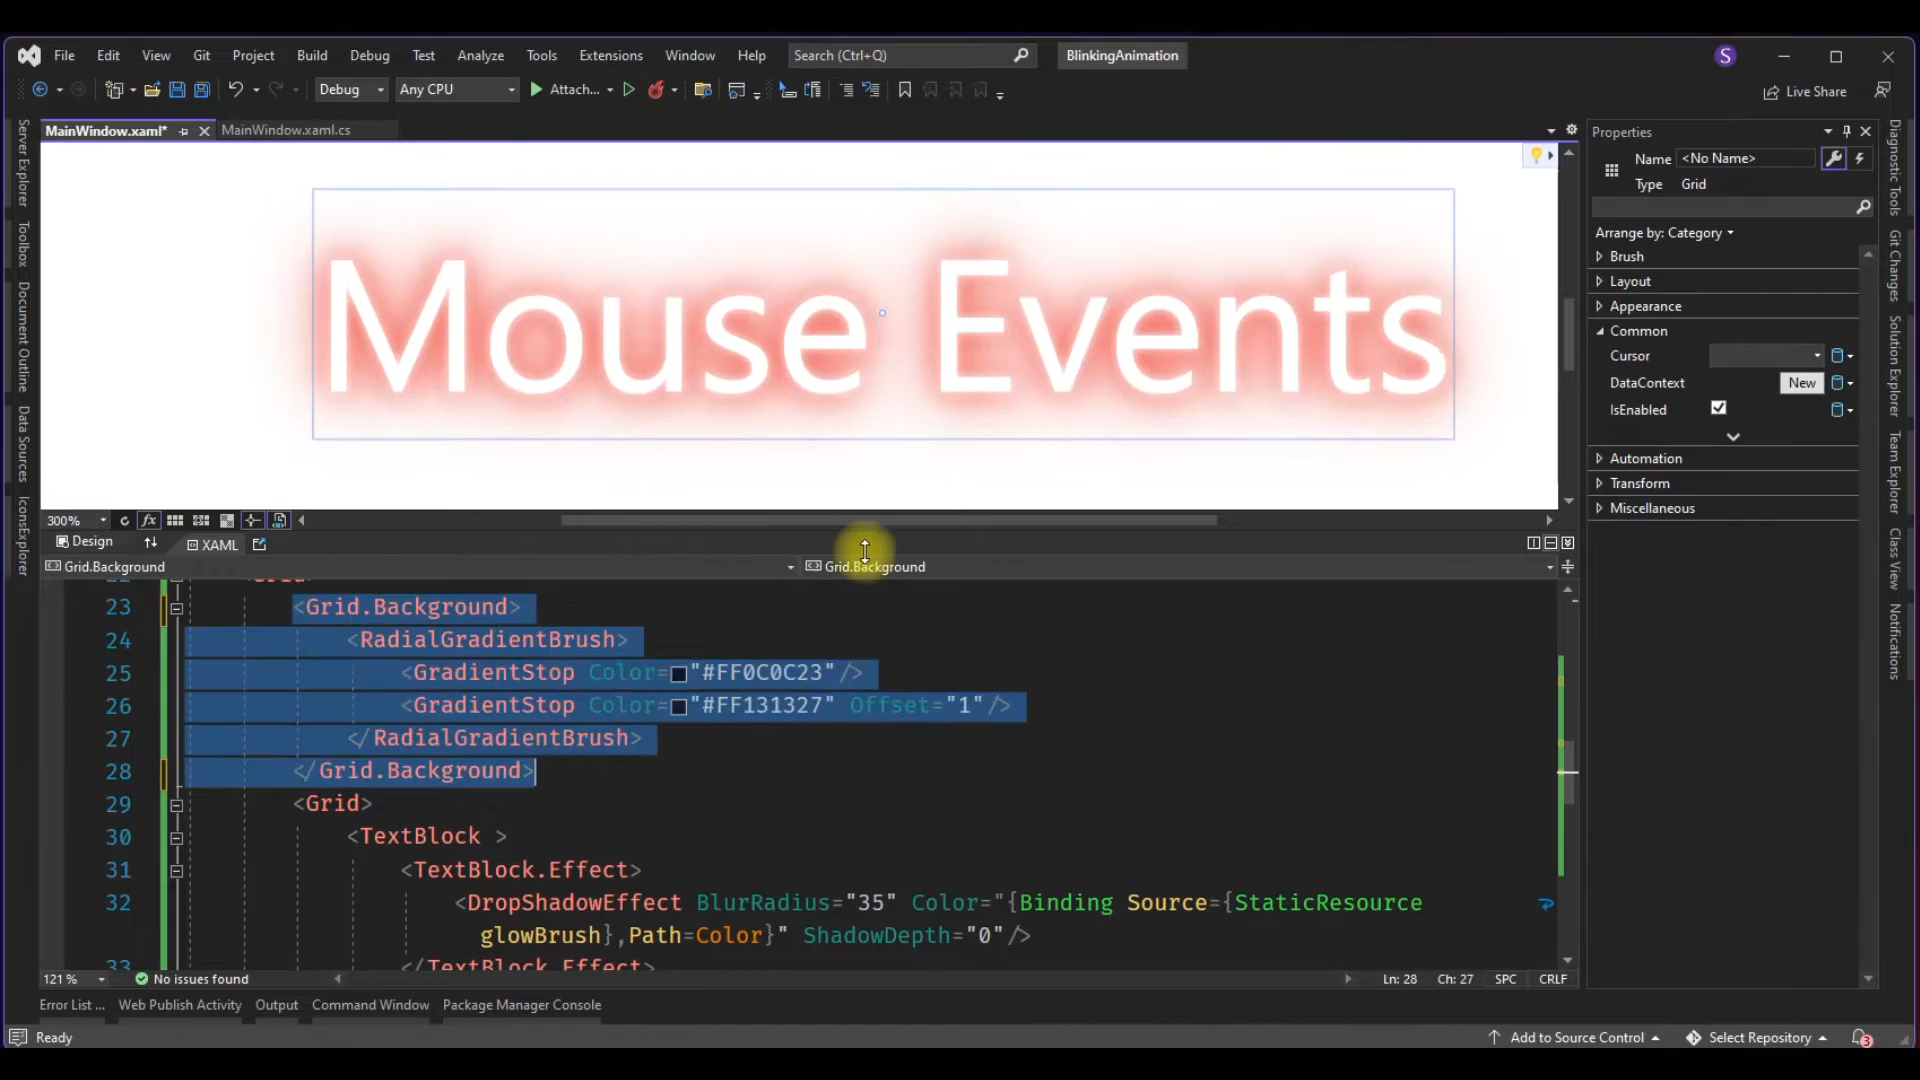 File Edit View Git Project Build Debug Test Analyze Tools Extensions Window Help Search (Ctrl+Q) BlinkingAnimation S
Debug Any CPU Attach... Live Share
MainWindow.xaml* MainWindow.xaml.cs
Server Explorer
Toolbox
Document Outline
Data Sources
IconsExplorer
Mouse Events
300% fx
Design XAML
Grid.Background Grid.Background
23 <Grid.Background>
24 <RadialGradientBrush>
25 <GradientStop Color="#FF0C0C23"/>
26 <GradientStop Color="#FF131327" Offset="1"/>
27 </RadialGradientBrush>
28 </Grid.Background>
29 <Grid>
30 <TextBlock >
31 <TextBlock.Effect>
32 <DropShadowEffect BlurRadius="35" Color="{Binding Source={StaticResource
glowBrush},Path=Color}" ShadowDepth="0"/>
33 </TextBlock.Effect>
121 % No issues found Ln: 28 Ch: 27 SPC CRLF
Error List ... Web Publish Activity Output Command Window Package Manager Console
Ready Add to Source Control Select Repository 3
Properties
Name <No Name>
Type Grid
Arrange by: Category
Brush
Layout
Appearance
Common
Cursor
DataContext New
IsEnabled
Automation
Transform
Miscellaneous
Diagnostic Tools
Git Changes
Solution Explorer
Team Explorer
Class View
Notifications